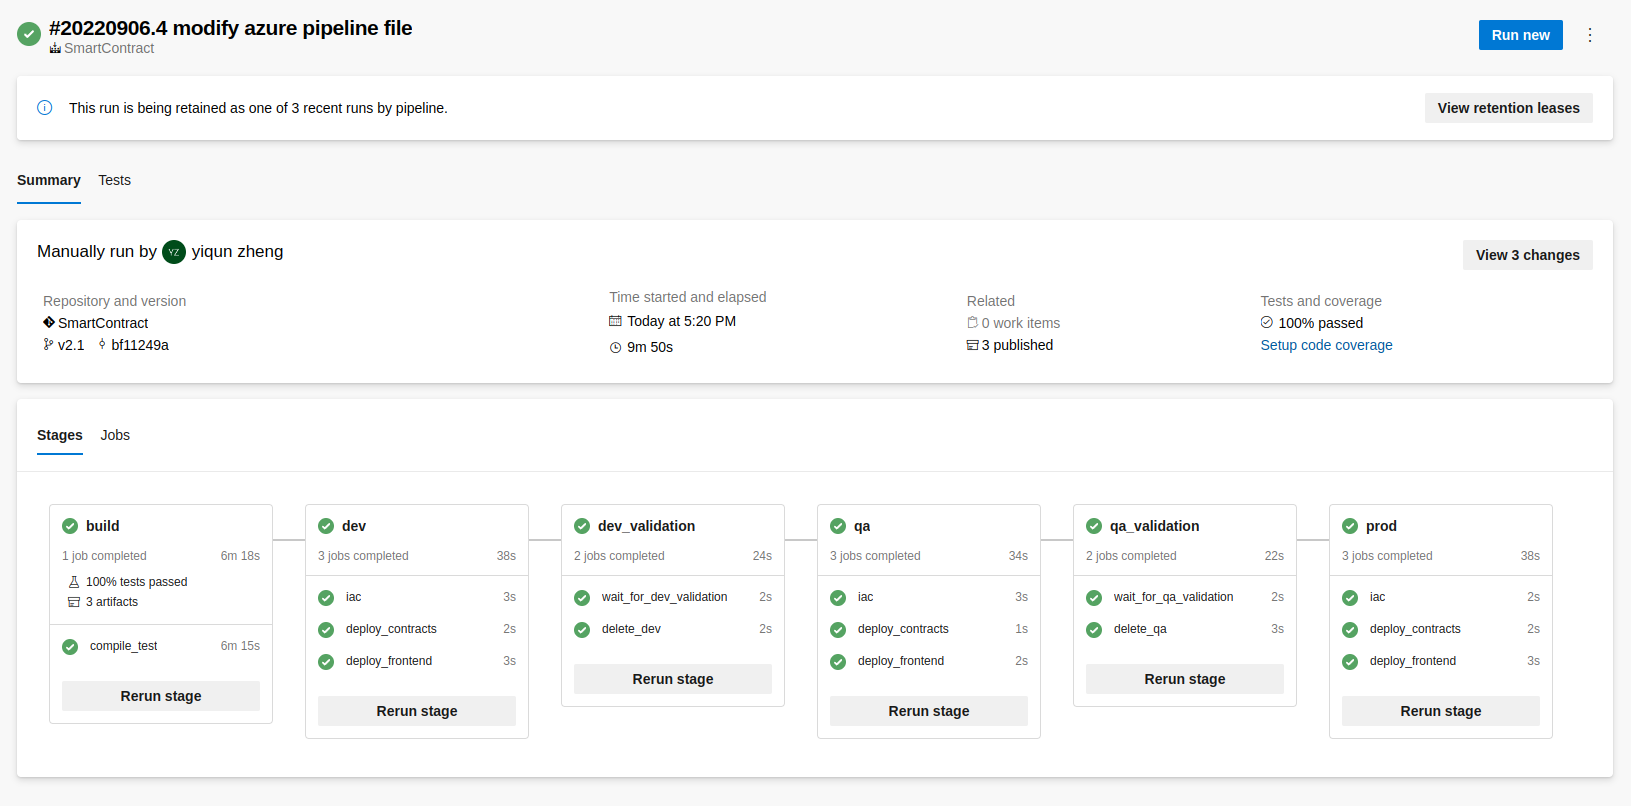 #20220906.4 modify azure pipeline file
SmartContract
Run new
This run is being retained as one of 3 recent runs by pipeline.
View retention leases
Summary Tests
Manually run by YZ yiqun zheng
View 3 changes
Repository and version
SmartContract
v2.1 bf11249a
Time started and elapsed
Today at 5:20 PM
9m 50s
Related
0 work items
3 published
Tests and coverage
100% passed
Setup code coverage
Stages Jobs
build
1 job completed 6m 18s
100% tests passed
3 artifacts
compile_test 6m 15s
Rerun stage
dev
3 jobs completed 38s
iac 3s
deploy_contracts 2s
deploy_frontend 3s
Rerun stage
dev_validation
2 jobs completed 24s
wait_for_dev_validation 2s
delete_dev 2s
Rerun stage
qa
3 jobs completed 34s
iac 3s
deploy_contracts 1s
deploy_frontend 2s
Rerun stage
qa_validation
2 jobs completed 22s
wait_for_qa_validation 2s
delete_qa 3s
Rerun stage
prod
3 jobs completed 38s
iac 2s
deploy_contracts 2s
deploy_frontend 3s
Rerun stage